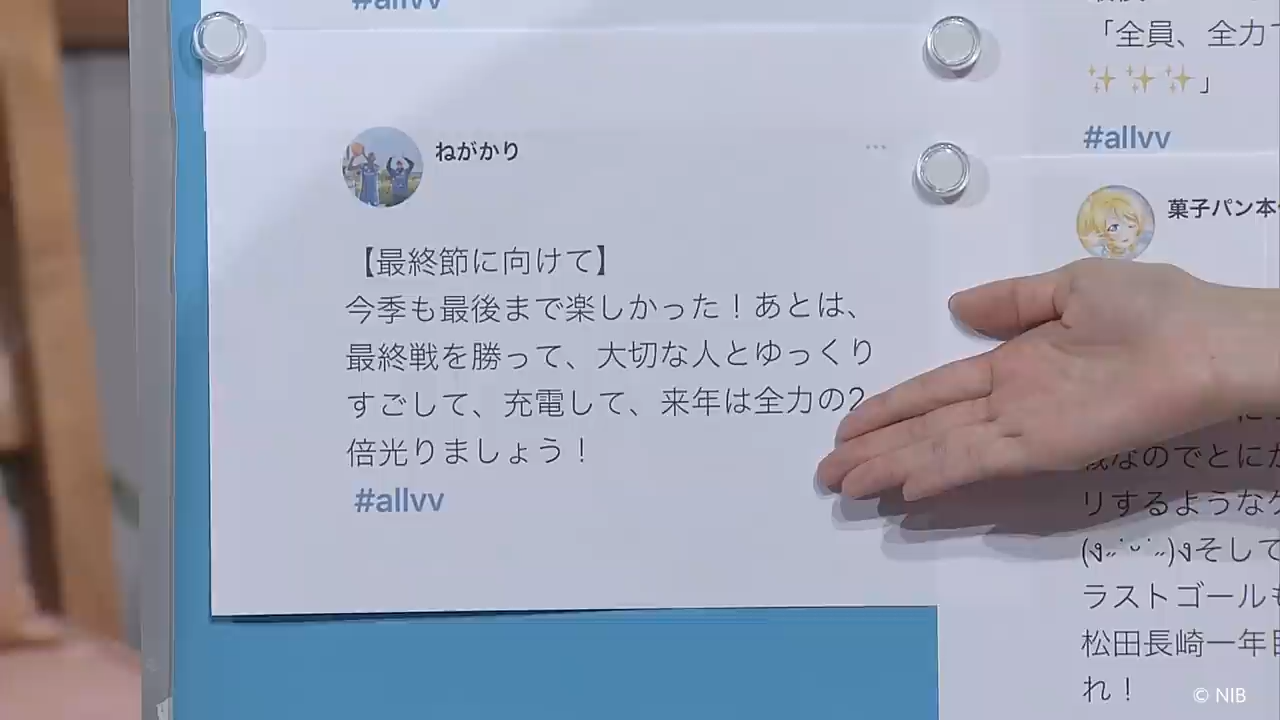 #allvv
ねがかり
【最終節に向けて】
今季も最後まで楽しかった！あとは、
最終戦を勝って、大切な人とゆっくり
すごして、充電して、来年は全力の2
倍光りましょう！
#allvv
「全員、全力で
✨✨✨」
#allvv
菓子パン本
なのでとにか
リするような
そして
ラストゴールも
松田長崎一年目
れ！
© NIB